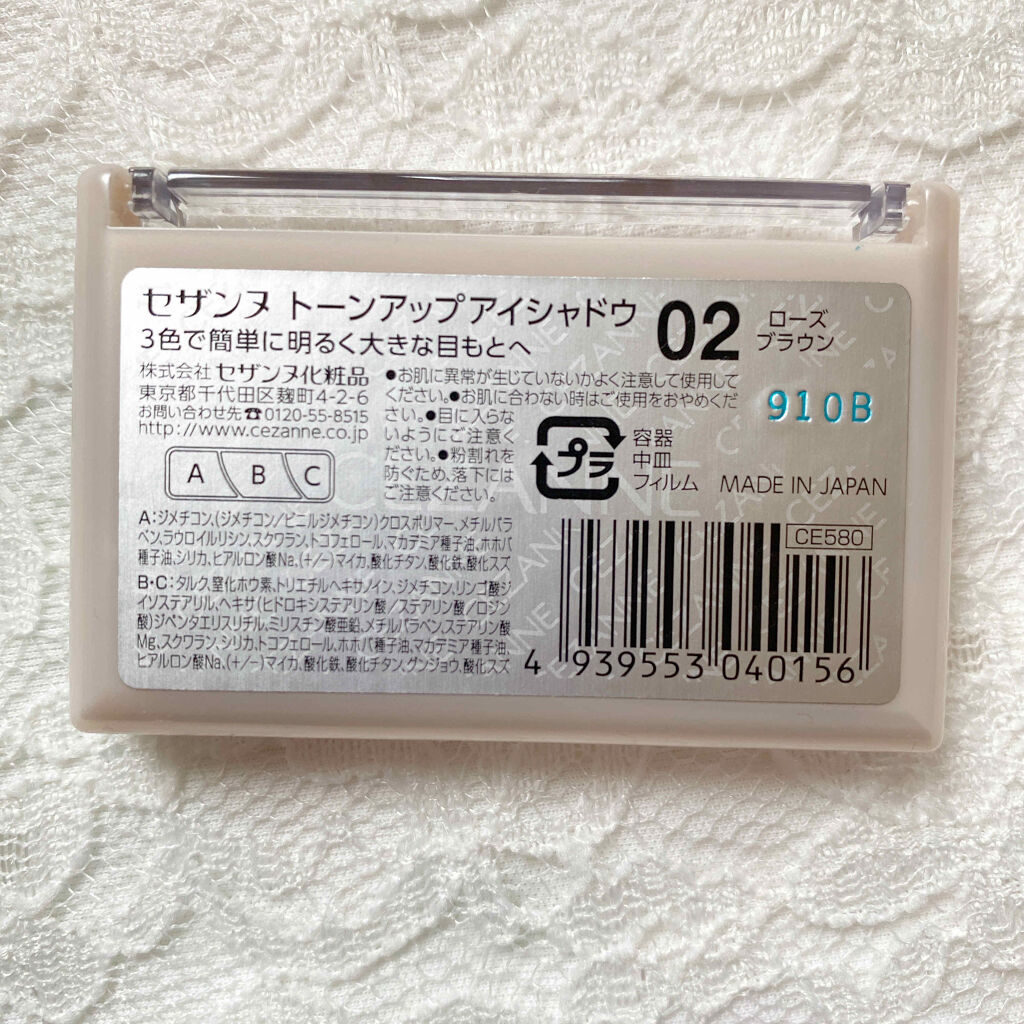 セザンヌ トーンアップアイシャドウ
3色で簡単に明るく大きな目もとへ
02
ローズ
ブラウン
株式会社 セザンヌ化粧品
東京都千代田区麹町4-2-6
お問い合わせ先☎0120-55-8515
http://www.cezanne.co.jp
●お肌に異常が生じていないかよく注意して使用して
ください。●お肌に合わない時はご使用をおやめくだ
さい。●目に入らな
いようにご注意くだ
さい。●粉割れを
防ぐため、落下には
ご注意ください。
910B
A
B
C
プラ
容器
中皿
フィルム
MADE IN JAPAN
A:ジメチコン,(ジメチコン/ビニルジメチコン)クロスポリマー,メチルパラ
ベン,ラウロイルリシン,スクワラン,トコフェロール,マカデミア種子油,ホホバ
種子油,シリカ,ヒアルロン酸Na,(+/−)マイカ,酸化チタン,酸化鉄,酸化スズ
B・C:タルク,窒化ホウ素,トリエチルヘキサノイン,ジメチコン,リンゴ酸ジ
イソステアリル,ヘキサ(ヒドロキシステアリン酸/ステアリン酸/ロジン
酸)ジペンタエリスリチル,ミリスチン酸亜鉛,メチルパラベン,ステアリン酸
Mg,スクワラン,シリカ,トコフェロール,ホホバ種子油,マカデミア種子油,
ヒアルロン酸Na,(+/−)マイカ,酸化鉄,酸化チタン,グンジョウ,酸化スズ
CE580
4 939553 040156
CEZANNE